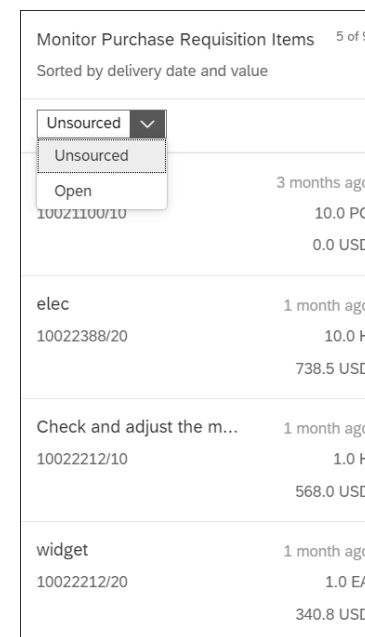 Monitor Purchase Requisition Items 5 of 9
Sorted by delivery date and value
Unsourced
Unsourced
Open
3 months ago
10021100/10 10.0 PC
0.0 USD
elec 1 month ago
10022388/20 10.0 H
738.5 USD
Check and adjust the m... 1 month ago
10022212/10 1.0 H
568.0 USD
widget 1 month ago
10022212/20 1.0 EA
340.8 USD